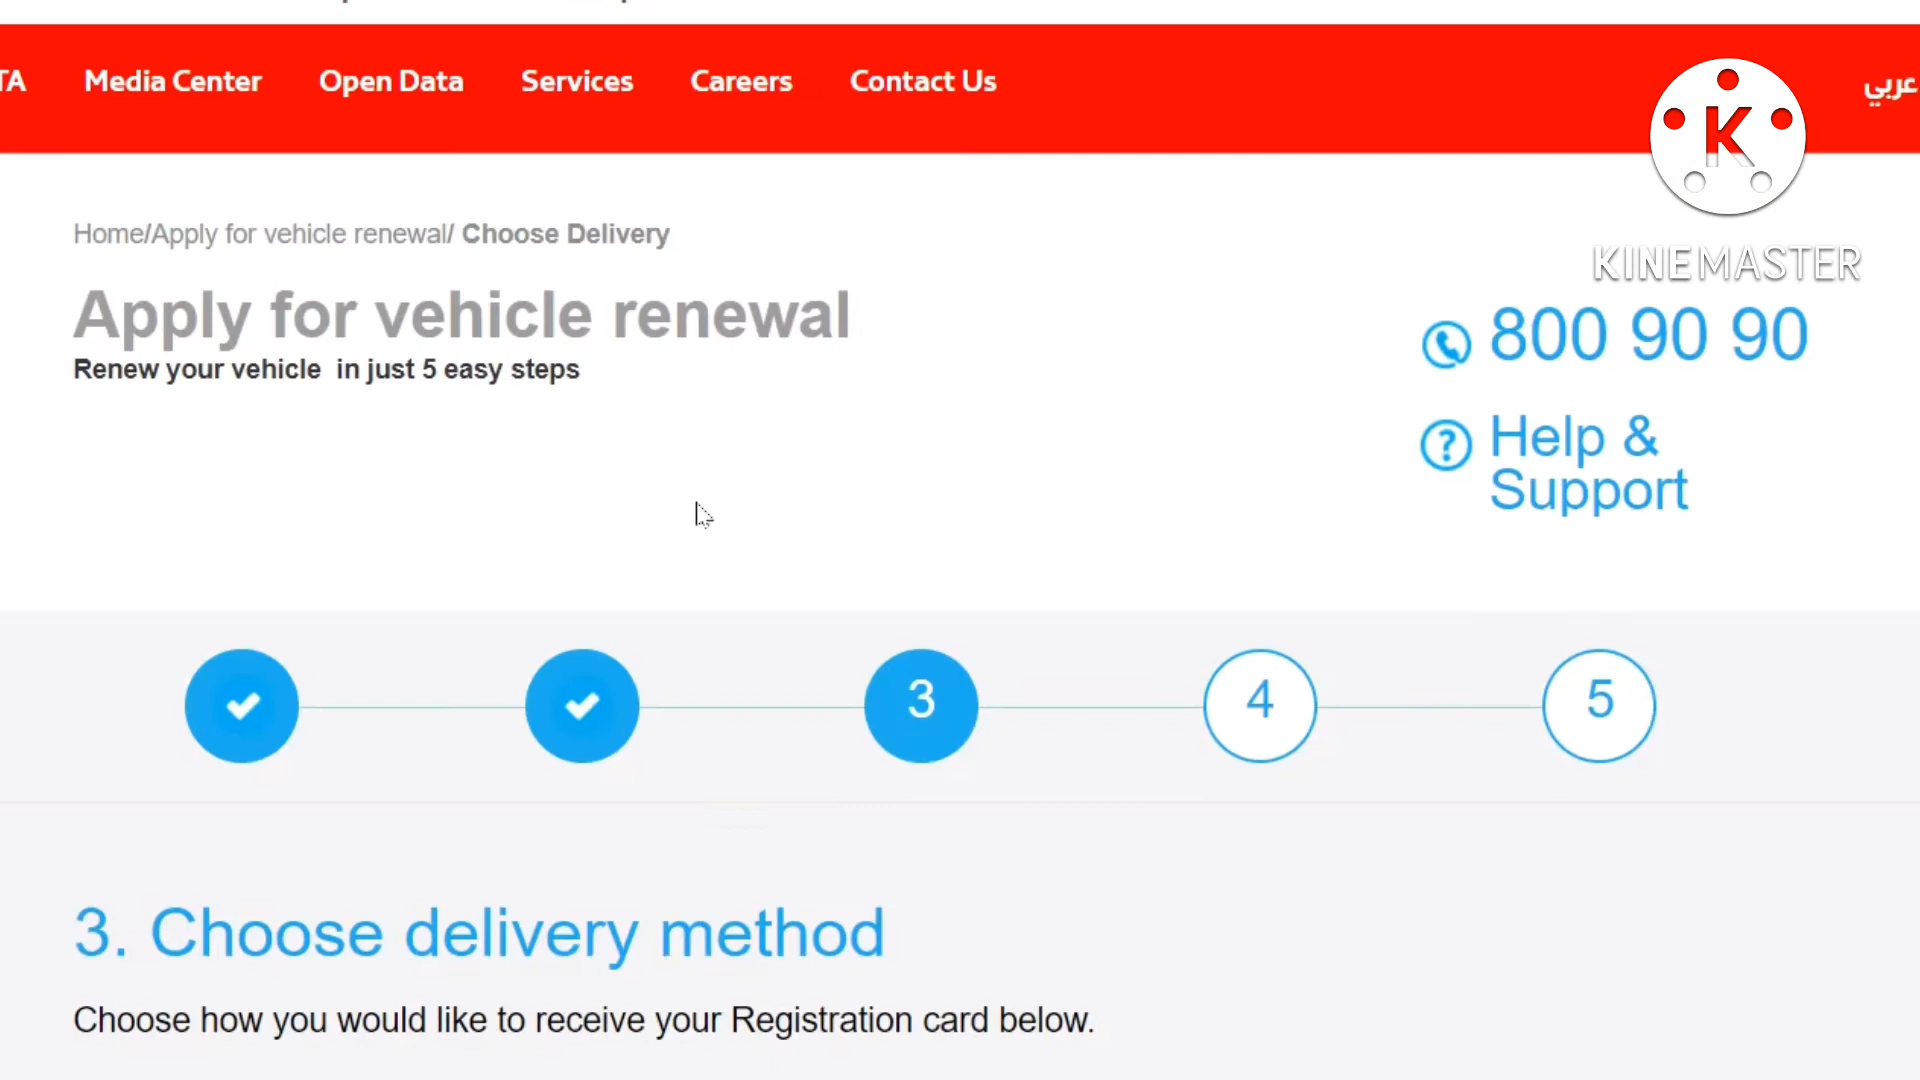 TA Media Center Open Data Services Careers Contact Us عربي
K
KINEMASTER
Home/Apply for vehicle renewal/ Choose Delivery
Apply for vehicle renewal
Renew your vehicle in just 5 easy steps
800 90 90
? Help &
Support
3 4 5
3. Choose delivery method
Choose how you would like to receive your Registration card below.